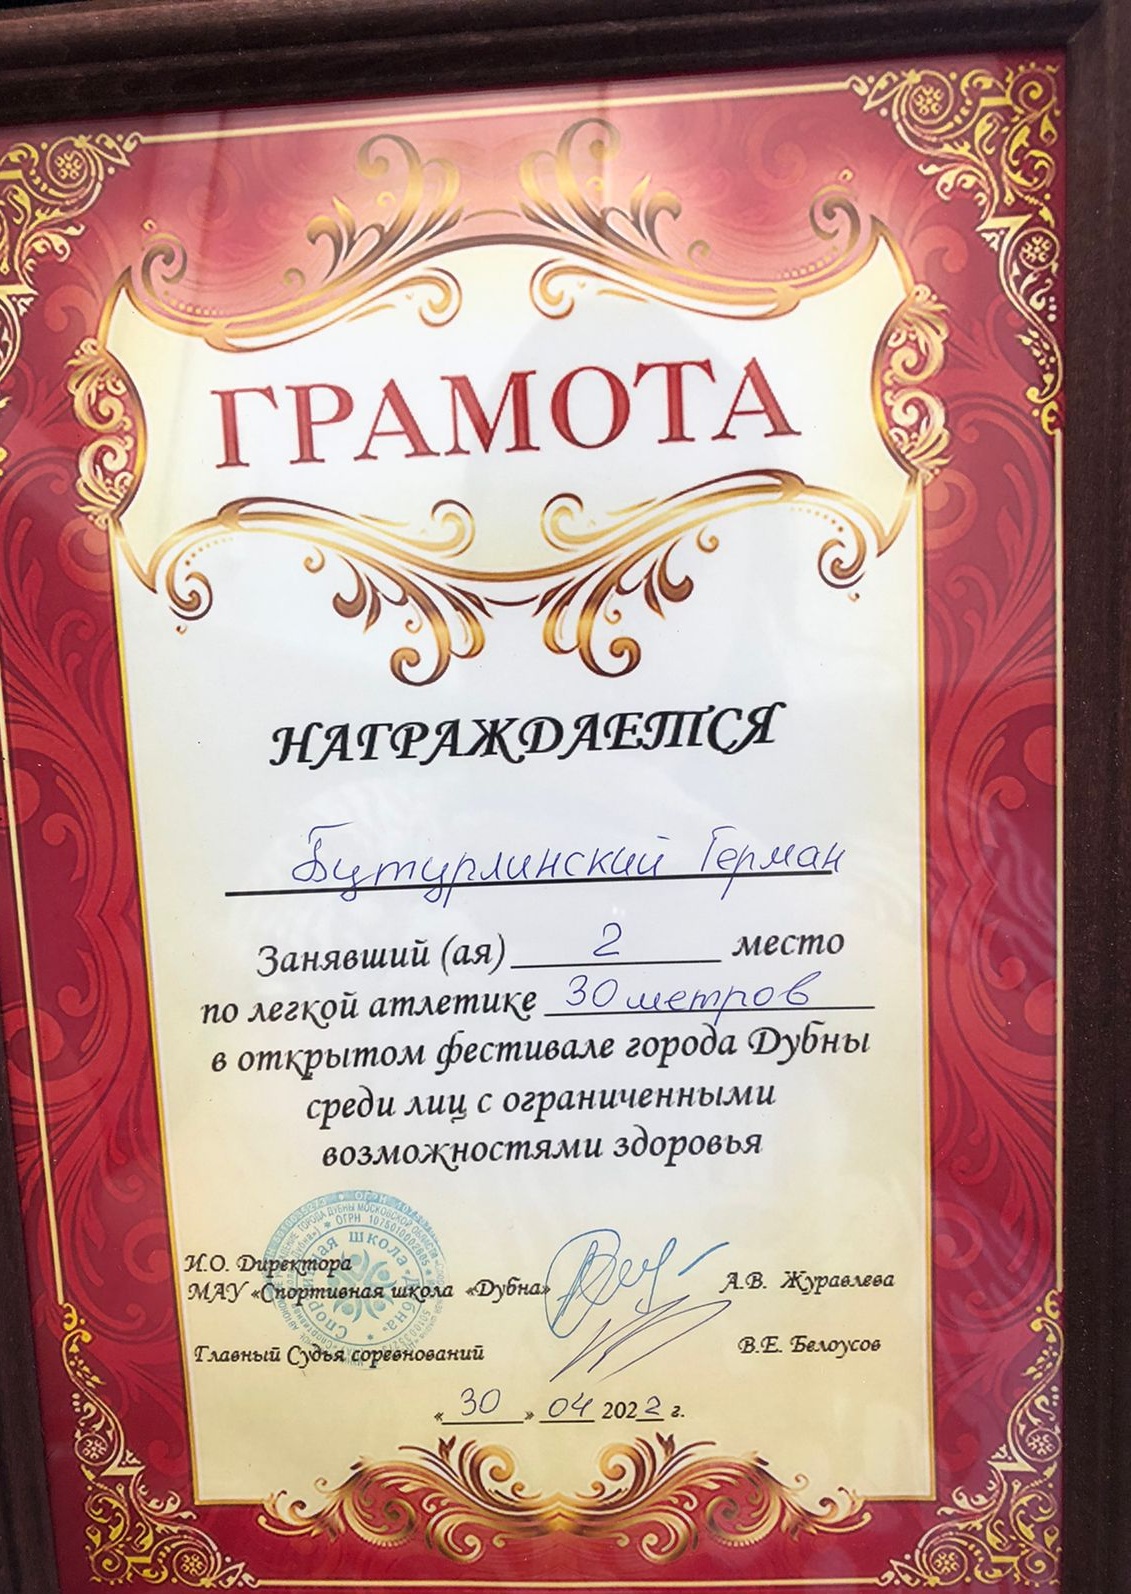 ГРАМОТА
НАГРАЖДАЕТСЯ
Бутурлинский Герман
Занявший (ая) 2 место
по легкой атлетике 30 метров
в открытом фестивале города Дубны
среди лиц с ограниченными
возможностями здоровья
И.О. Директора
МАУ «Спортивная школа «Дубна» А.В. Журавлева
Главный Судья соревнований В.Е. Белоусов
«30» 04 2022 г.